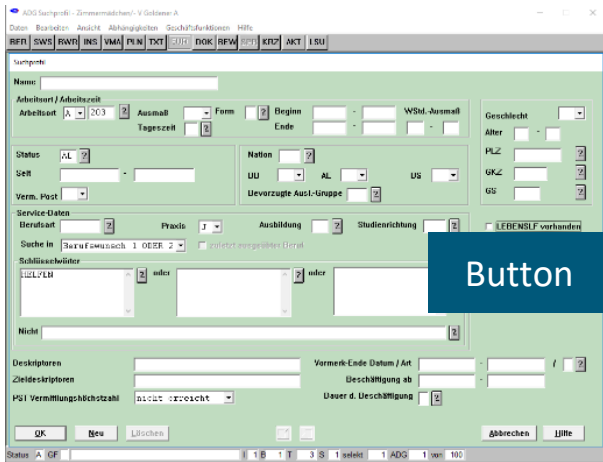 ADG Suchprofil - Zimmermädchen/- V Goldener A
Daten Bearbeiten Ansicht Abhängigkeiten Geschäftsfunktionen Hilfe
BER SWS BWR INS VMA PLN TXT DOK BEW KRZ AKT LSU
Suchprofil
Name
Arbeitsort / Arbeitszeit
Arbeitsort A 203 ? Ausmaß Form ? Beginn - WStd.-Ausmaß
Tageszeit ? Ende - -
Geschlecht
Alter -
PLZ ?
GKZ ?
GS ?
Status AL ?
Seit -
Verm. Post
Nation ?
UU AL US
Bevorzugte Ausl.-Gruppe ?
Service-Daten
Berufsart ? Praxis J Ausbildung ? Studienrichtung ?
LEBENSLF vorhanden
Suche in Berufswunsch 1 ODER 2 zuletzt ausgeübter Beruf
Schlüsselwörter
HELFEN ? oder ? oder
Button
Nicht ?
Deskriptoren
Zieldeskriptoren
PST Vermittlungshöchstzahl nicht erreicht
Vormerk-Ende Datum / Art - / ?
Beschäftigung ab -
Dauer d. Beschäftigung ?
OK Neu Löschen Abbrechen Hilfe
Status A GF I 1 B 1 T 3 S 1 selekt 1 ADG 1 von 100